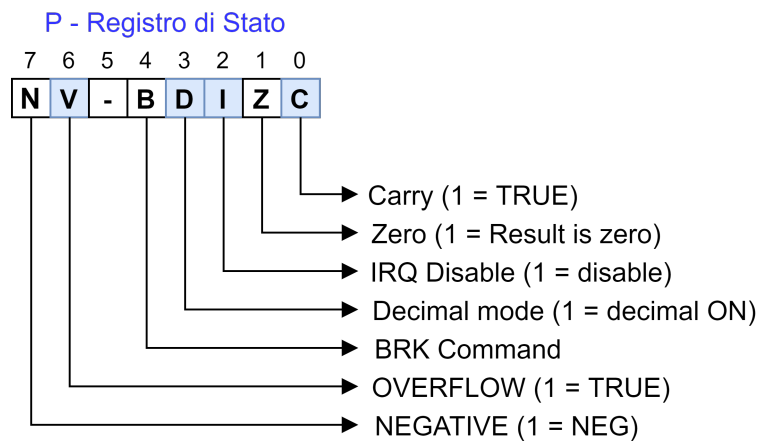 P - Registro di Stato
7 6 5 4 3 2 1 0
N V - B D I Z C
Carry (1 = TRUE)
Zero (1 = Result is zero)
IRQ Disable (1 = disable)
Decimal mode (1 = decimal ON)
BRK Command
OVERFLOW (1 = TRUE)
NEGATIVE (1 = NEG)